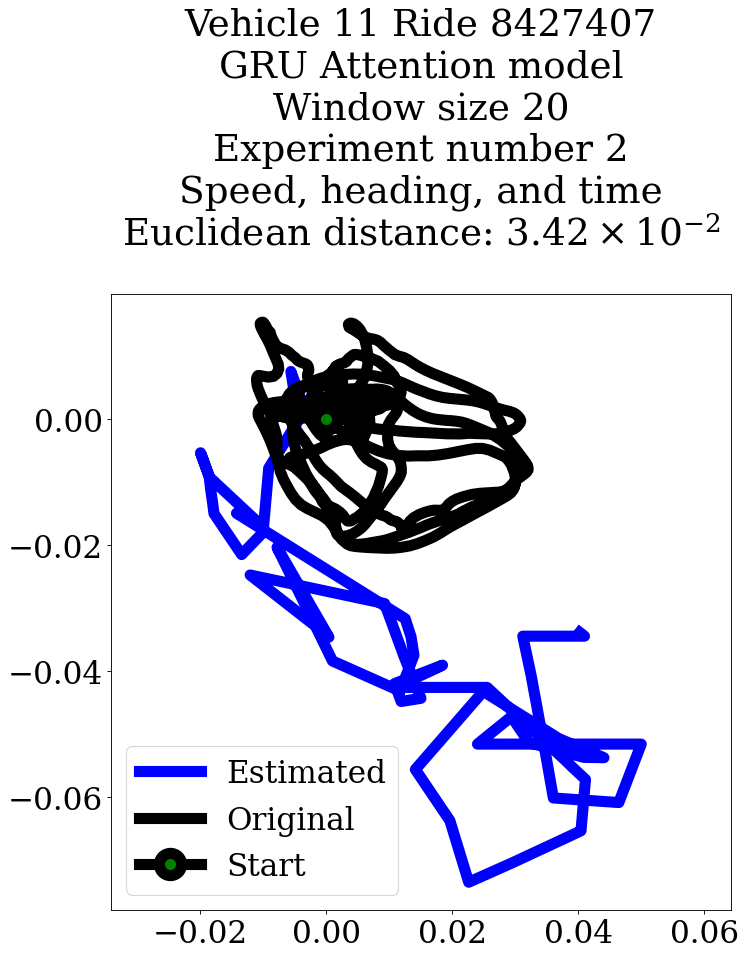 Vehicle 11 Ride 8427407
GRU Attention model
Window size 20
Experiment number 2
Speed, heading, and time
Euclidean distance: 3.42 × 10⁻²
0.00
−0.02
−0.04
−0.06
Estimated
Original
Start
−0.02 0.00 0.02 0.04 0.06